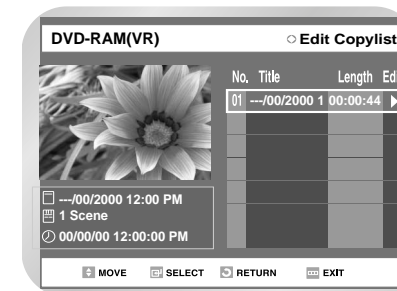 DVD-RAM(VR) Edit Copylist
No. Title Length Edi
01 ---/00/2000 1 00:00:44
---/00/2000 12:00 PM
1 Scene
00/00/00 12:00:00 PM
MOVE SELECT RETURN EXIT